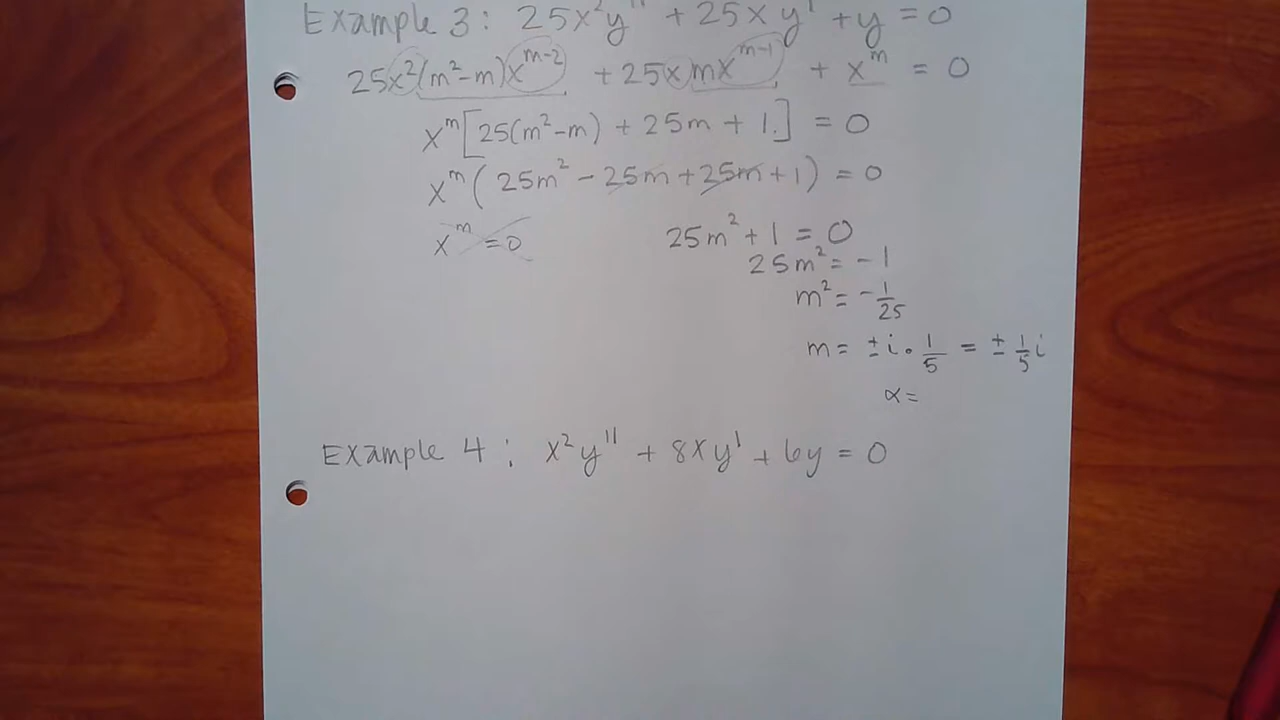 Example 3: 25x²y'' + 25xy' + y = 0
25x²(m²-m)x^{m-2} + 25xmx^{m-1} + x^m = 0
x^m[25(m²-m) + 25m + 1.] = 0
x^m(25m² - 25m + 25m + 1) = 0
x^m = 0 25m² + 1 = 0
25m² = -1
m² = -1/25
m = ±i · 1/5 = ± 1/5 i
α =
Example 4: x²y'' + 8xy' + 6y = 0